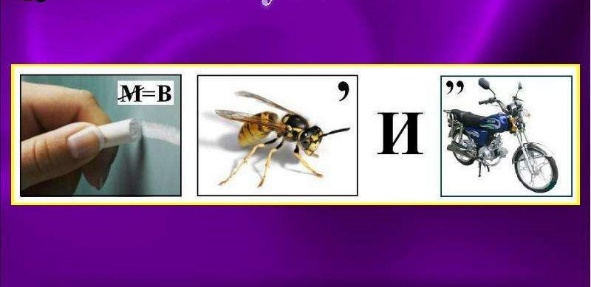 М=В , И ,,